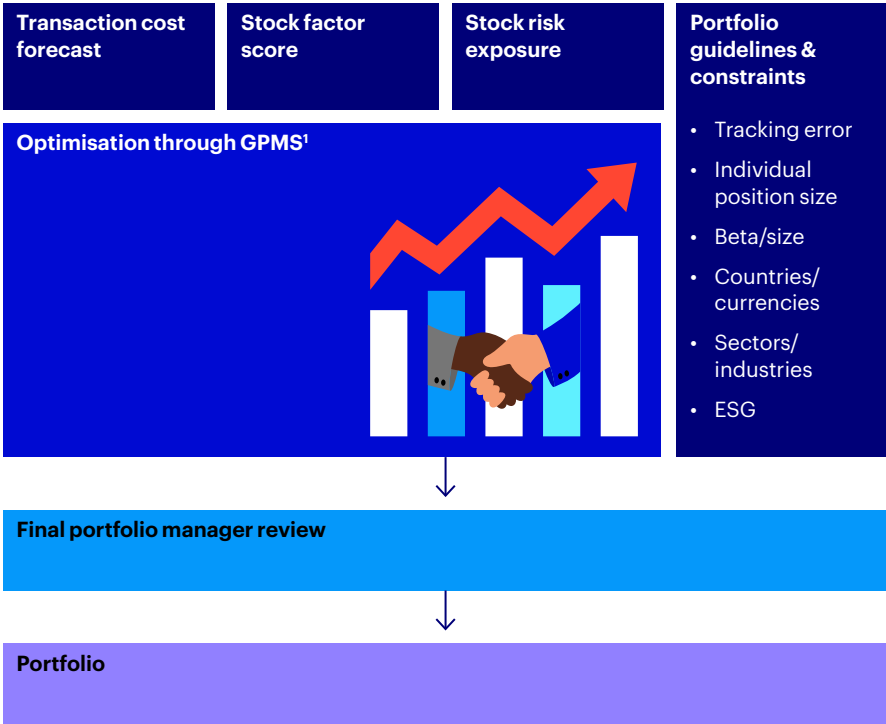 Transaction cost
forecast
Stock factor
score
Stock risk
exposure
Portfolio
guidelines &
constraints
• Tracking error
• Individual
position size
• Beta/size
• Countries/
currencies
• Sectors/
industries
• ESG
Optimisation through GPMS¹
Final portfolio manager review
Portfolio